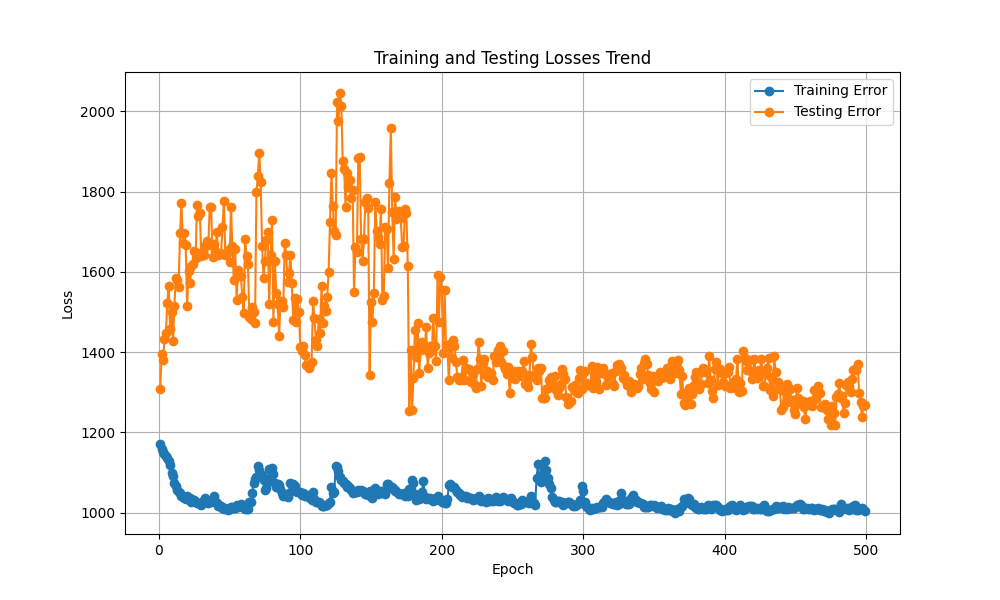 Training and Testing Losses Trend
Training Error
Testing Error
2000
1800
1600
1400
1200
1000
Loss
0 100 200 300 400 500
Epoch